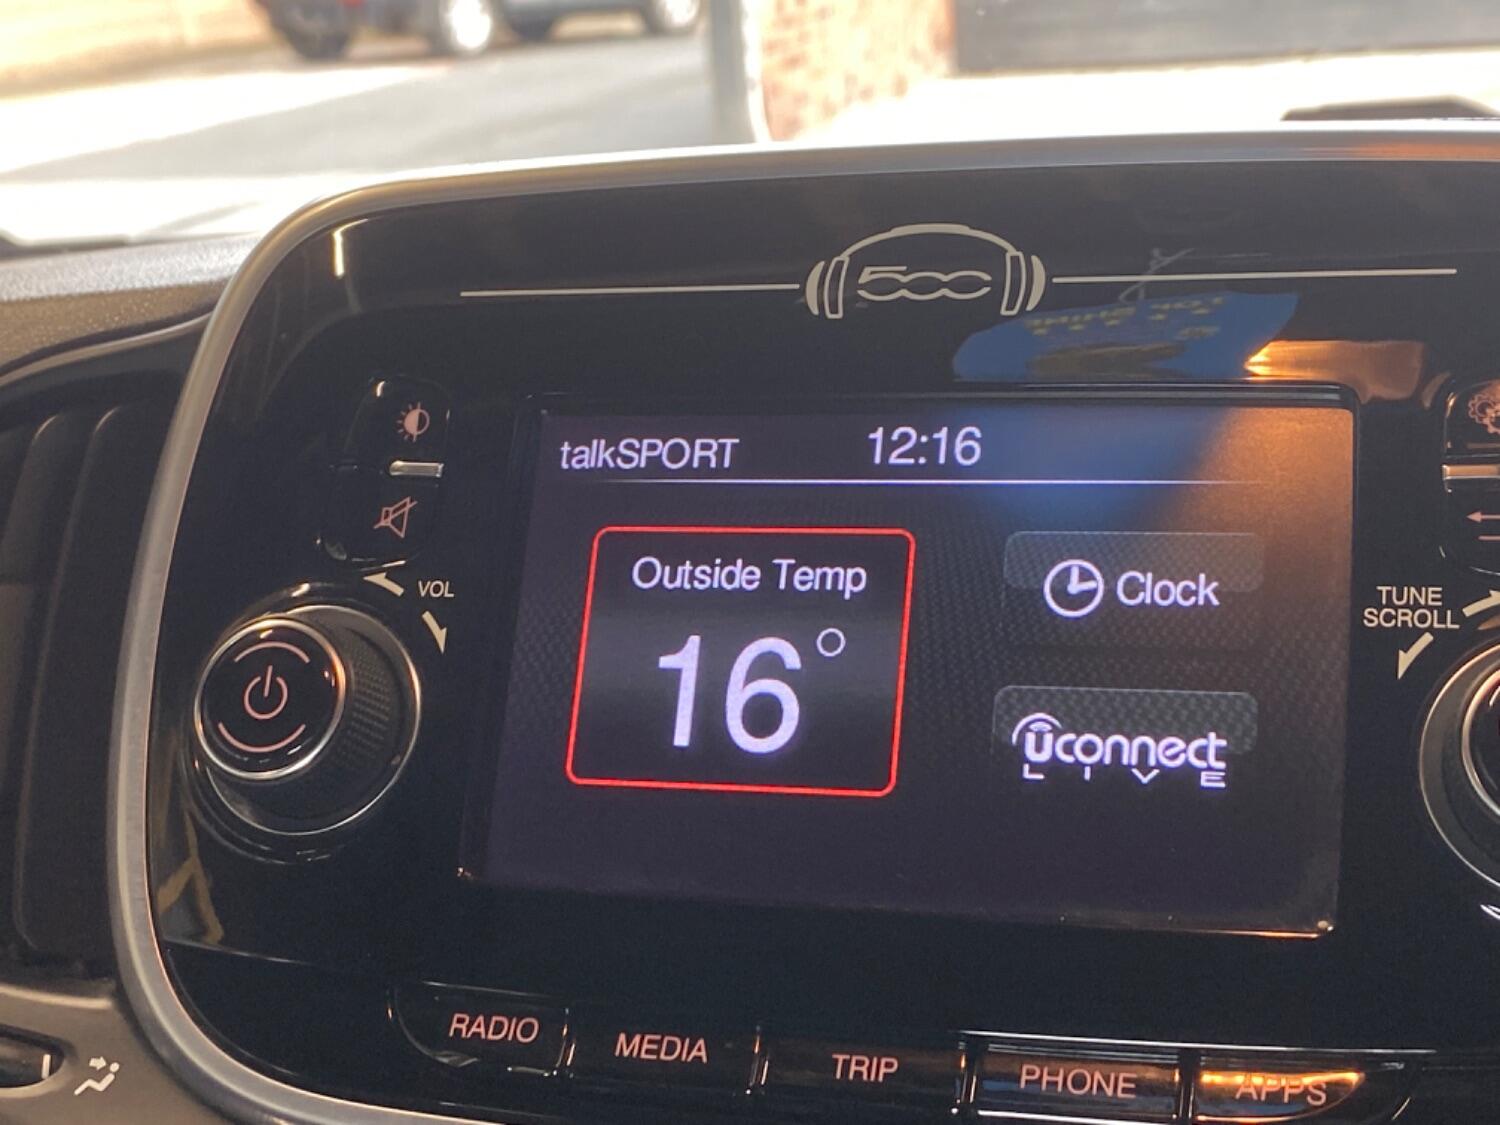 500
talkSPORT 12:16
Outside Temp
16°
Clock
uconnect
LIVE
VOL
TUNE
SCROLL
RADIO
MEDIA
TRIP
PHONE
APPS